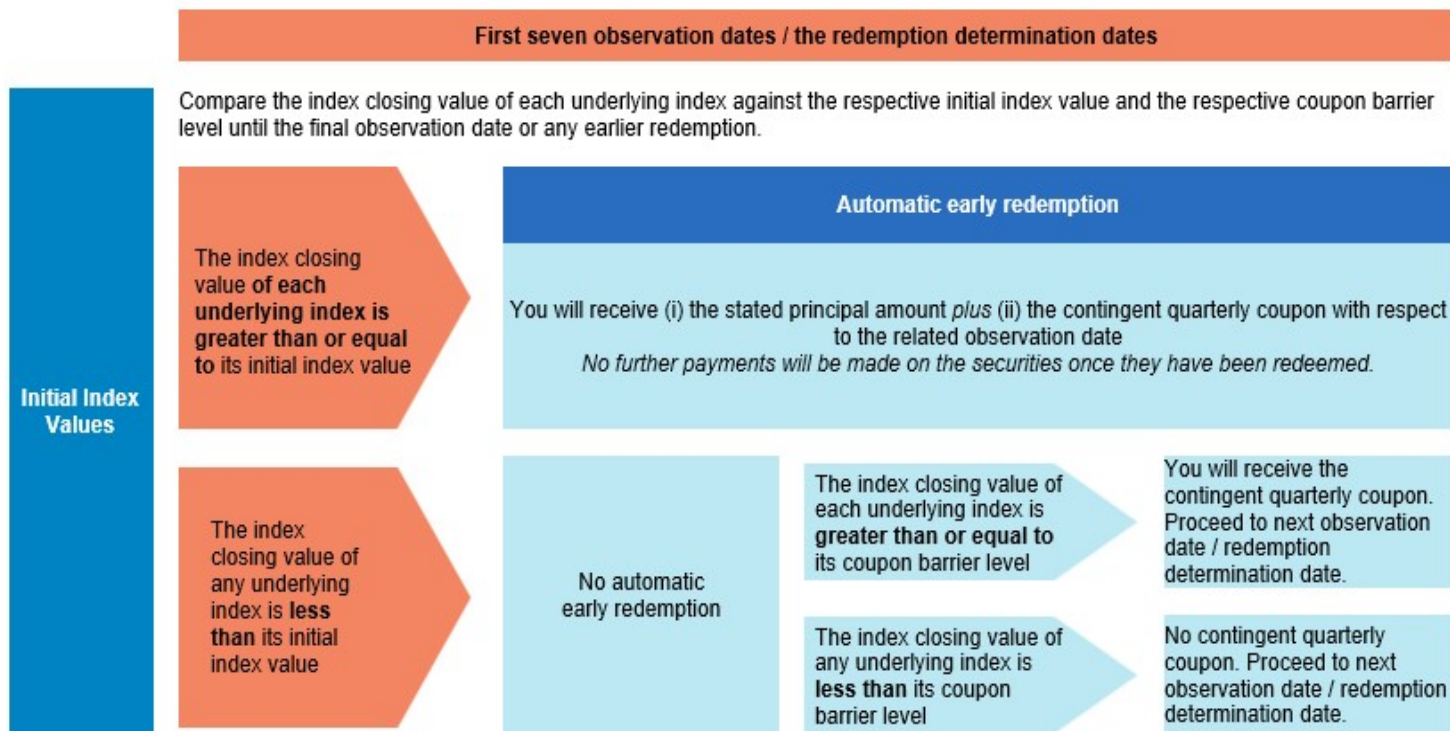 First seven observation dates / the redemption determination dates
Compare the index closing value of each underlying index against the respective initial index value and the respective coupon barrier
level until the final observation date or any earlier redemption.
Initial Index
Values
The index closing
value of each
underlying index is
greater than or equal
to its initial index value
Automatic early redemption
You will receive (i) the stated principal amount plus (ii) the contingent quarterly coupon with respect
to the related observation date
No further payments will be made on the securities once they have been redeemed.
The index
closing value of
any underlying
index is less
than its initial
index value
No automatic
early redemption
The index closing value of
each underlying index is
greater than or equal to
its coupon barrier level
You will receive the
contingent quarterly coupon.
Proceed to next observation
date / redemption
determination date.
The index closing value of
any underlying index is
less than its coupon
barrier level
No contingent quarterly
coupon. Proceed to next
observation date / redemption
determination date.